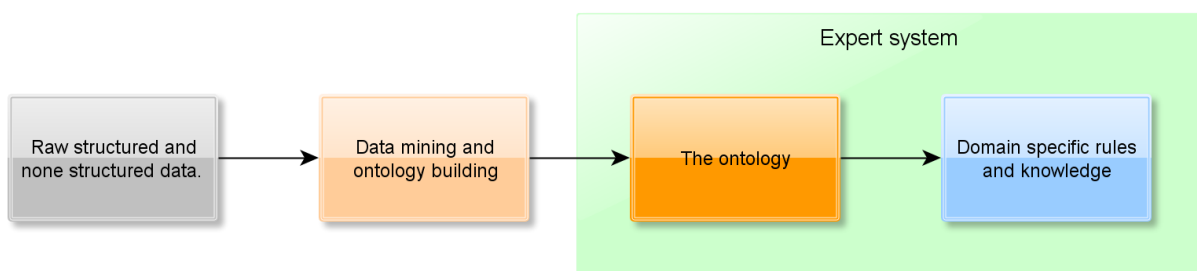 Expert system
Raw structured and
none structured data.
Data mining and
ontology building
The ontology
Domain specific rules
and knowledge